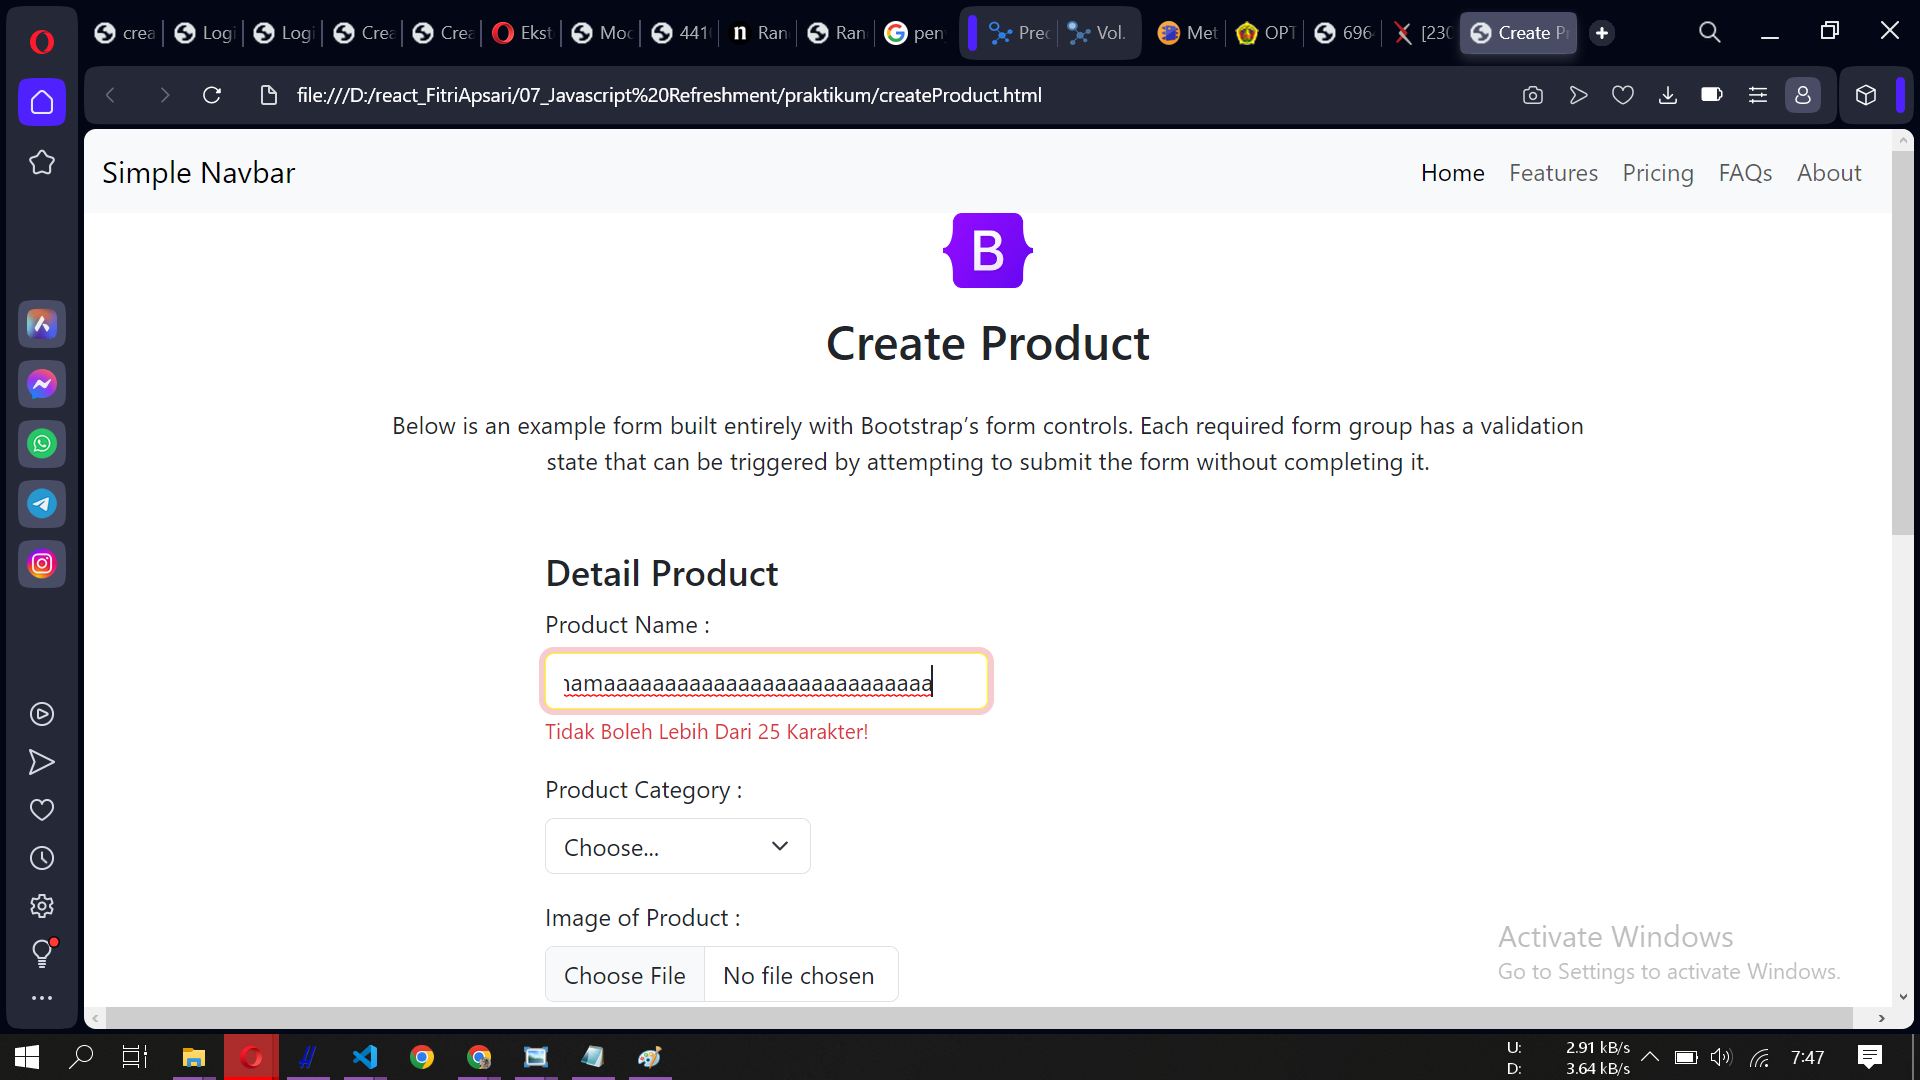 crea
Logi
Logi
Crea
Crea
Ekst
Moc
441
Ran
Ran
pen
Prec
Vol.
Met
OPT
696
[230
Create P
file:///D:/react_FitriApsari/07_Javascript%20Refreshment/praktikum/createProduct.html
Simple Navbar
Home
Features
Pricing
FAQs
About
B
Create Product
Below is an example form built entirely with Bootstrap’s form controls. Each required form group has a validation
state that can be triggered by attempting to submit the form without completing it.
Detail Product
Product Name :
namaaaaaaaaaaaaaaaaaaaaaaaaaaa
Tidak Boleh Lebih Dari 25 Karakter!
Product Category :
Choose...
Image of Product :
Choose File
No file chosen
Activate Windows
Go to Settings to activate Windows.
U: 2.91 kB/s
D: 3.64 kB/s
7:47